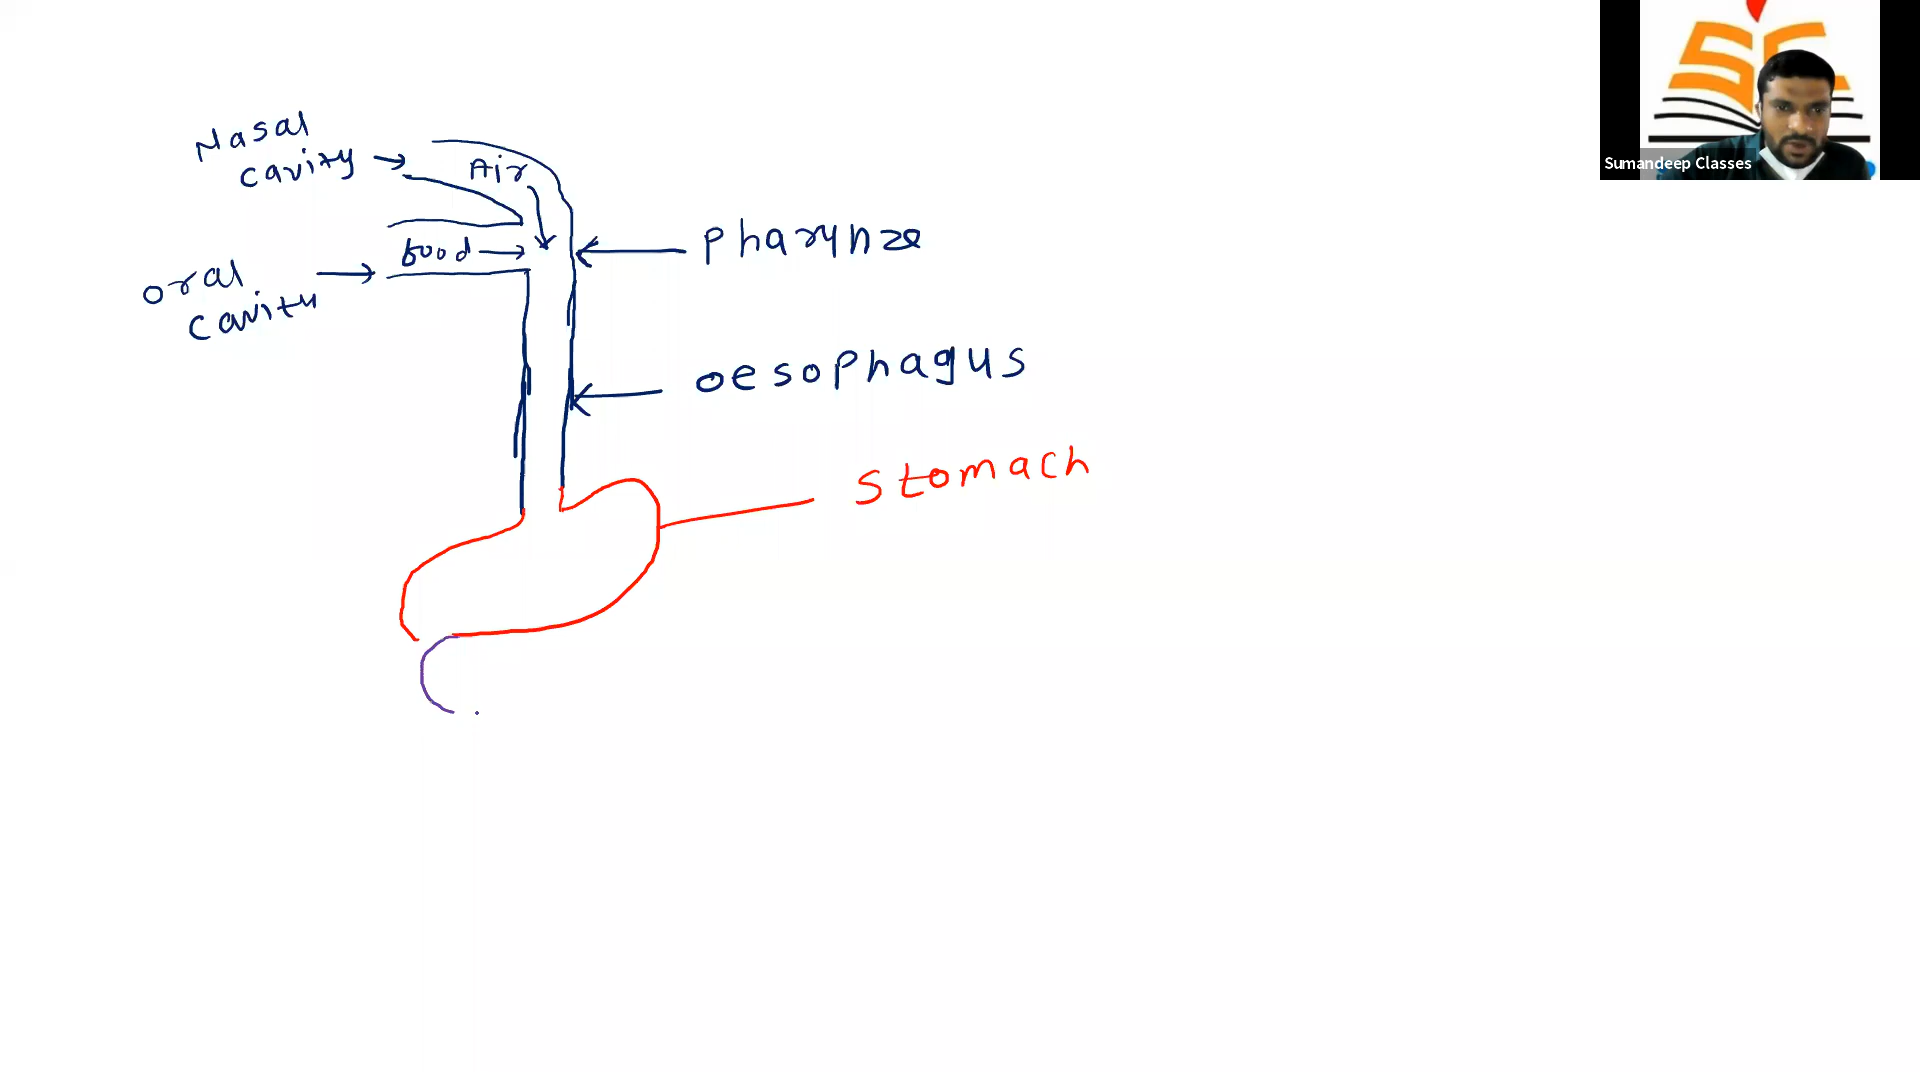 Nasal
cavity
Air
food
oral
cavity
pharynx
oesophagus
stomach
Sumandeep Classes